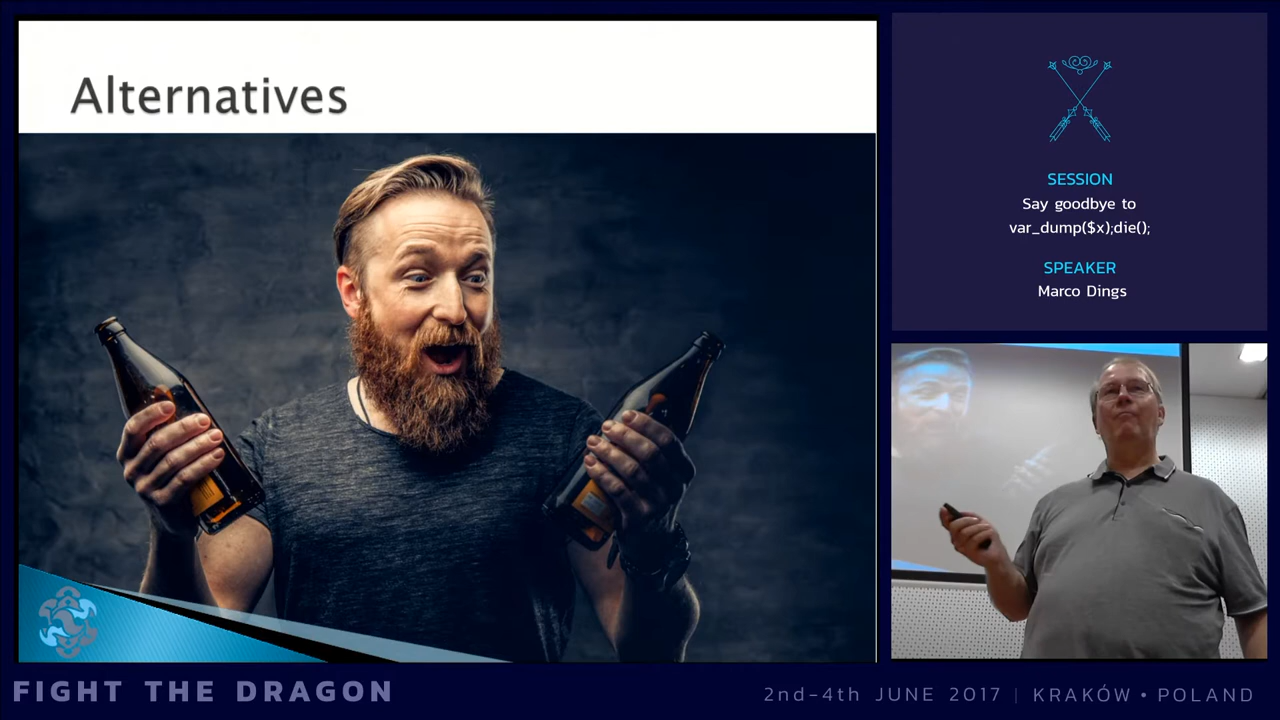 Alternatives
SESSION
Say goodbye to
var_dump($x);die();
SPEAKER
Marco Dings
FIGHT THE DRAGON
2nd-4th JUNE 2017 | KRAKÓW • POLAND